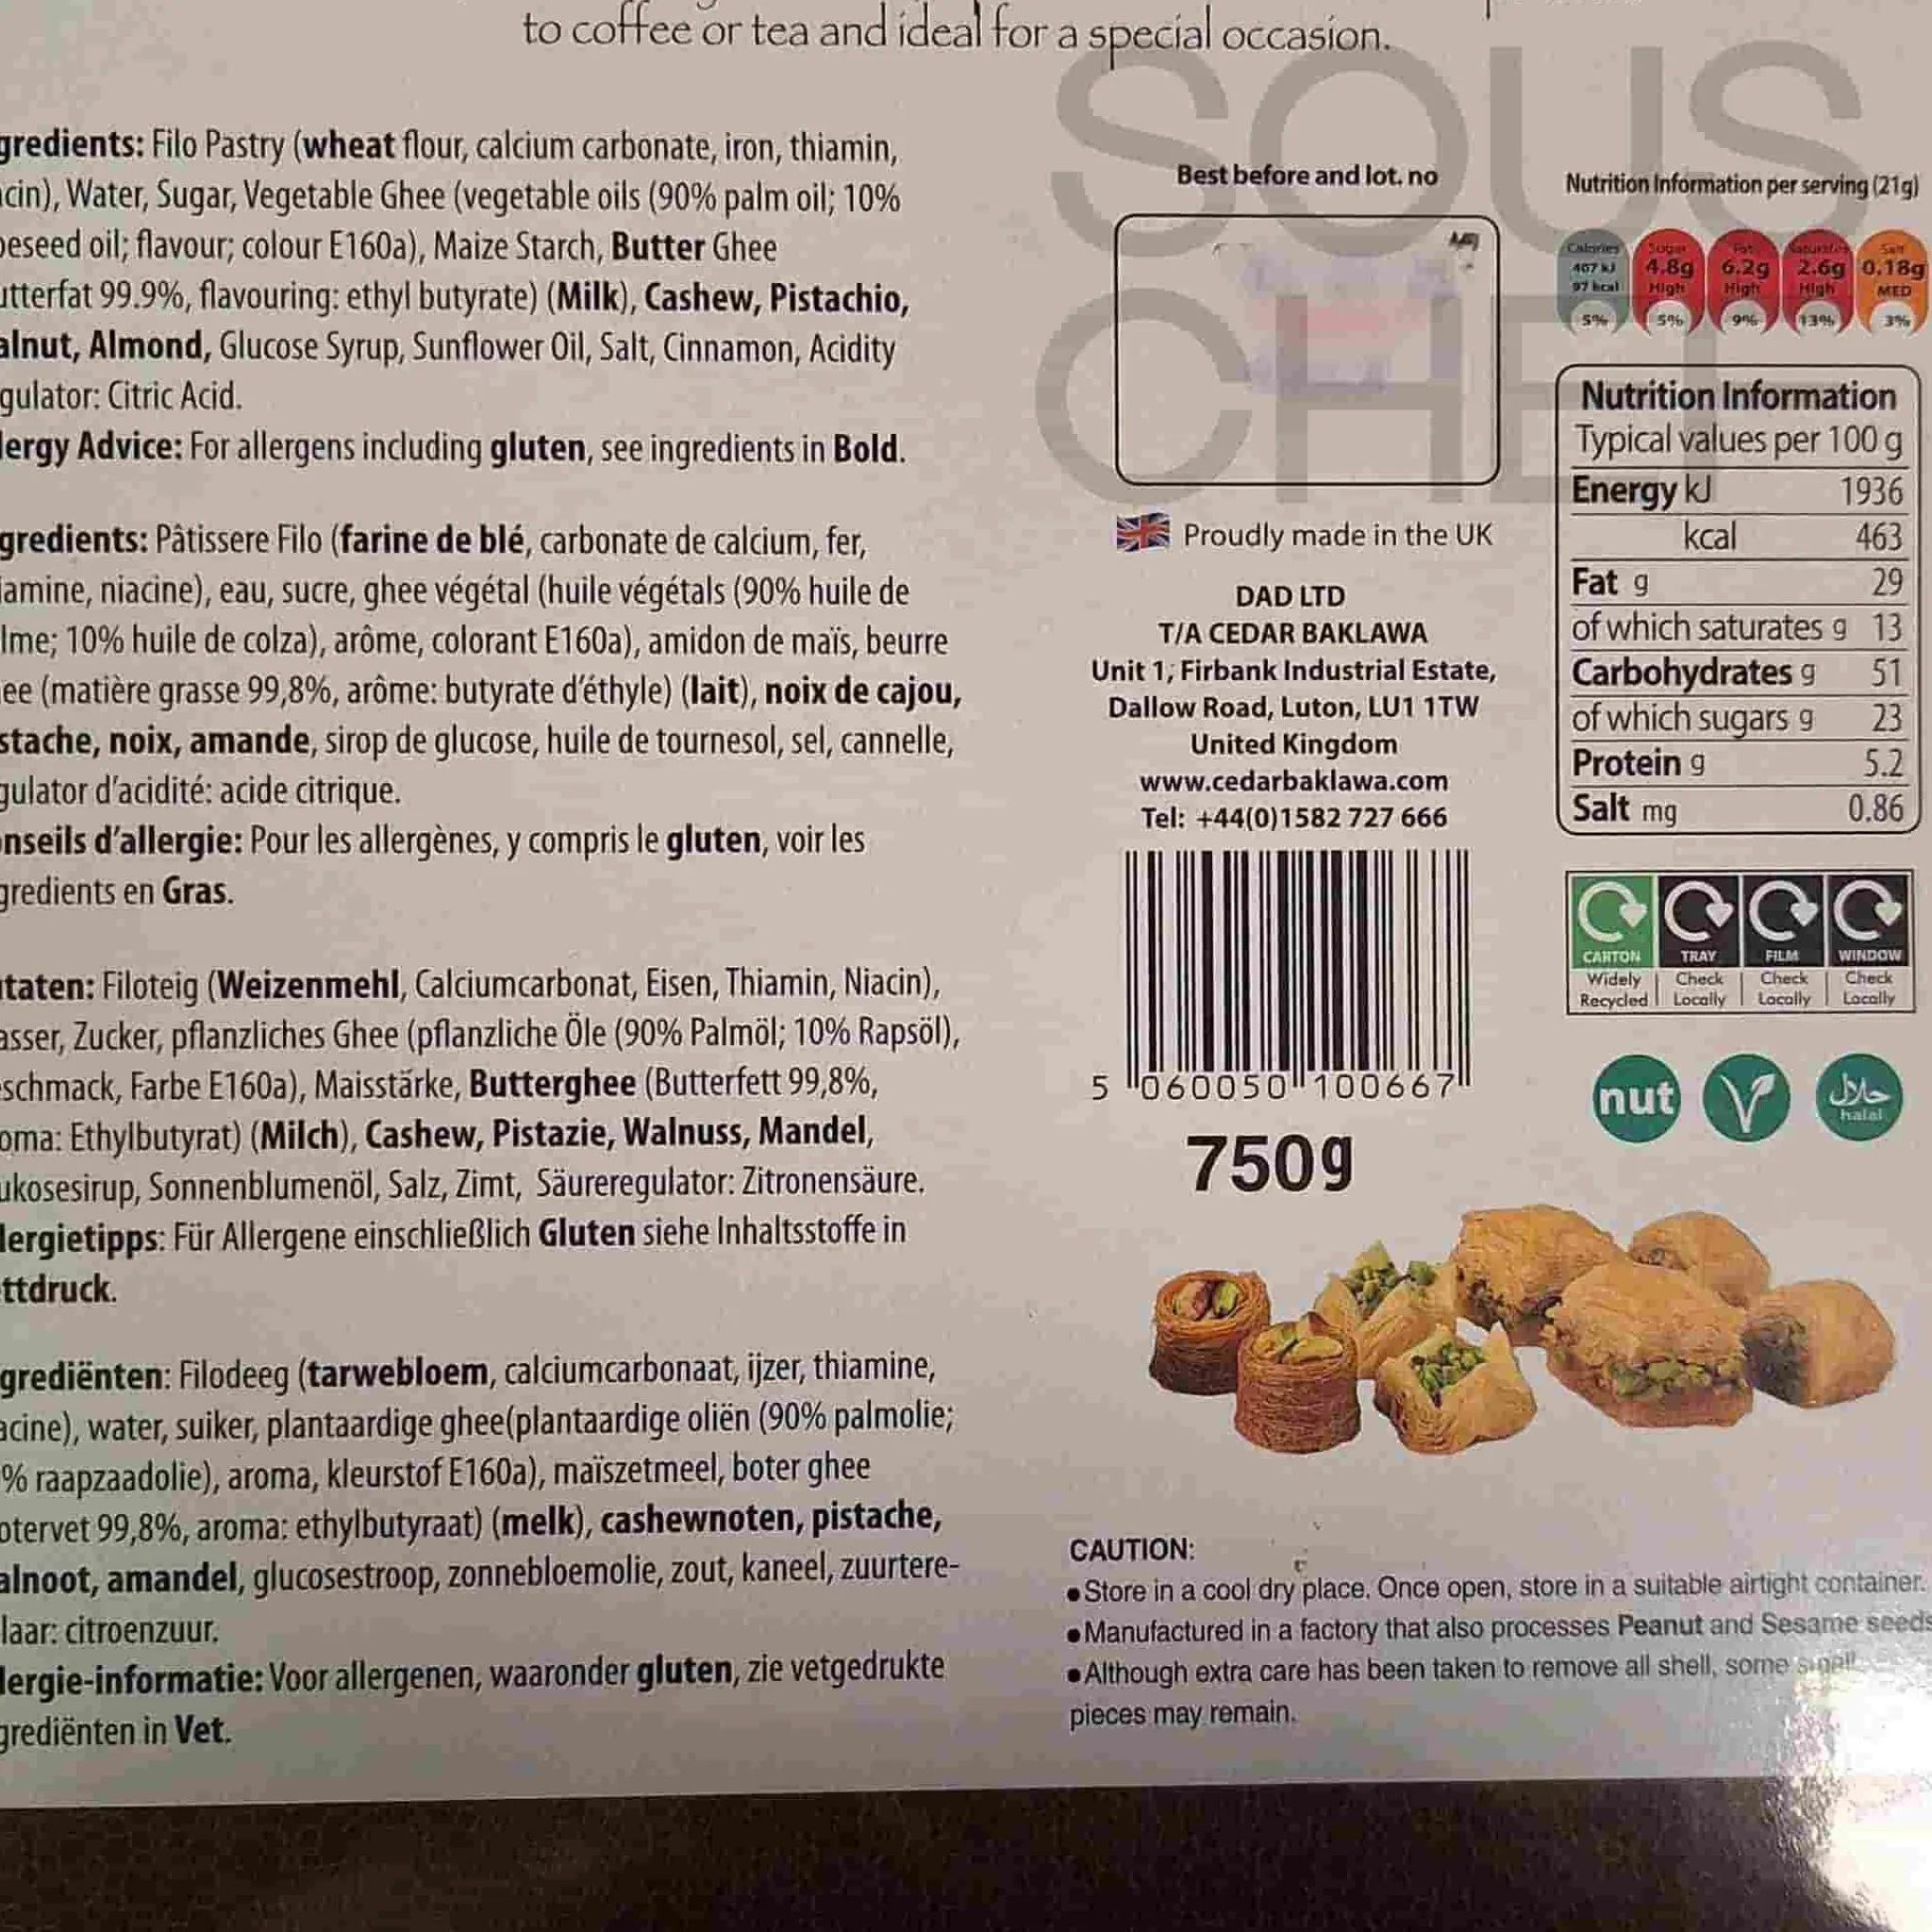 to coffee or tea and ideal for a special occasion.
SOUS
CHEF
gredients: Filo Pastry (wheat flour, calcium carbonate, iron, thiamin,
cin), Water, Sugar, Vegetable Ghee (vegetable oils (90% palm oil; 10%
eseed oil; flavour; colour E160a), Maize Starch, Butter Ghee
utterfat 99.9%, flavouring: ethyl butyrate) (Milk), Cashew, Pistachio,
alnut, Almond, Glucose Syrup, Sunflower Oil, Salt, Cinnamon, Acidity
gulator: Citric Acid.
lergy Advice: For allergens including gluten, see ingredients in Bold.
gredients: Pâtissere Filo (farine de blé, carbonate de calcium, fer,
iamine, niacine), eau, sucre, ghee végétal (huile végétals (90% huile de
lme; 10% huile de colza), arôme, colorant E160a), amidon de maïs, beurre
ee (matière grasse 99,8%, arôme: butyrate d'éthyle) (lait), noix de cajou,
stache, noix, amande, sirop de glucose, huile de tournesol, sel, cannelle,
gulator d'acidité: acide citrique.
onseils d'allergie: Pour les allergènes, y compris le gluten, voir les
gredients en Gras.
taten: Filoteig (Weizenmehl, Calciumcarbonat, Eisen, Thiamin, Niacin),
asser, Zucker, pflanzliches Ghee (pflanzliche Öle (90% Palmöl; 10% Rapsöl),
schmack, Farbe E160a), Maisstärke, Butterghee (Butterfett 99,8%,
oma: Ethylbutyrat) (Milch), Cashew, Pistazie, Walnuss, Mandel,
ukosesirup, Sonnenblumenöl, Salz, Zimt, Säureregulator: Zitronensäure.
lergietipps: Für Allergene einschließlich Gluten siehe Inhaltsstoffe in
ttdruck.
grediënten: Filodeeg (tarwebloem, calciumcarbonaat, ijzer, thiamine,
acine), water, suiker, plantaardige ghee(plantaardige oliën (90% palmolie;
% raapzaadolie), aroma, kleurstof E160a), maïszetmeel, boter ghee
otervet 99,8%, aroma: ethylbutyraat) (melk), cashewnoten, pistache,
alnoot, amandel, glucosestroop, zonnebloemolie, zout, kaneel, zuurtere-
laar: citroenzuur.
lergie-informatie: Voor allergenen, waaronder gluten, zie vetgedrukte
grediënten in Vet.
Best before and lot. no
Proudly made in the UK
DAD LTD
T/A CEDAR BAKLAWA
Unit 1, Firbank Industrial Estate,
Dallow Road, Luton, LU1 1TW
United Kingdom
www.cedarbaklawa.com
Tel: +44(0)1582 727 666
5 060050 100667
750g
Nutrition Information per serving (21g)
Calories Sugar Fat Saturates Salt
407 kJ 4.8g 6.2g 2.6g 0.18g
97 kcal High High High MED
5% 5% 9% 13% 3%
Nutrition Information
Typical values per 100 g
Energy kJ 1936
kcal 463
Fat g 29
of which saturates g 13
Carbohydrates g 51
of which sugars g 23
Protein g 5.2
Salt mg 0.86
CARTON TRAY FILM WINDOW
Widely Check Check Check
Recycled Locally Locally Locally
nut V حلال
halal
CAUTION:
• Store in a cool dry place. Once open, store in a suitable airtight container.
• Manufactured in a factory that also processes Peanut and Sesame seeds
• Although extra care has been taken to remove all shell, some small
pieces may remain.